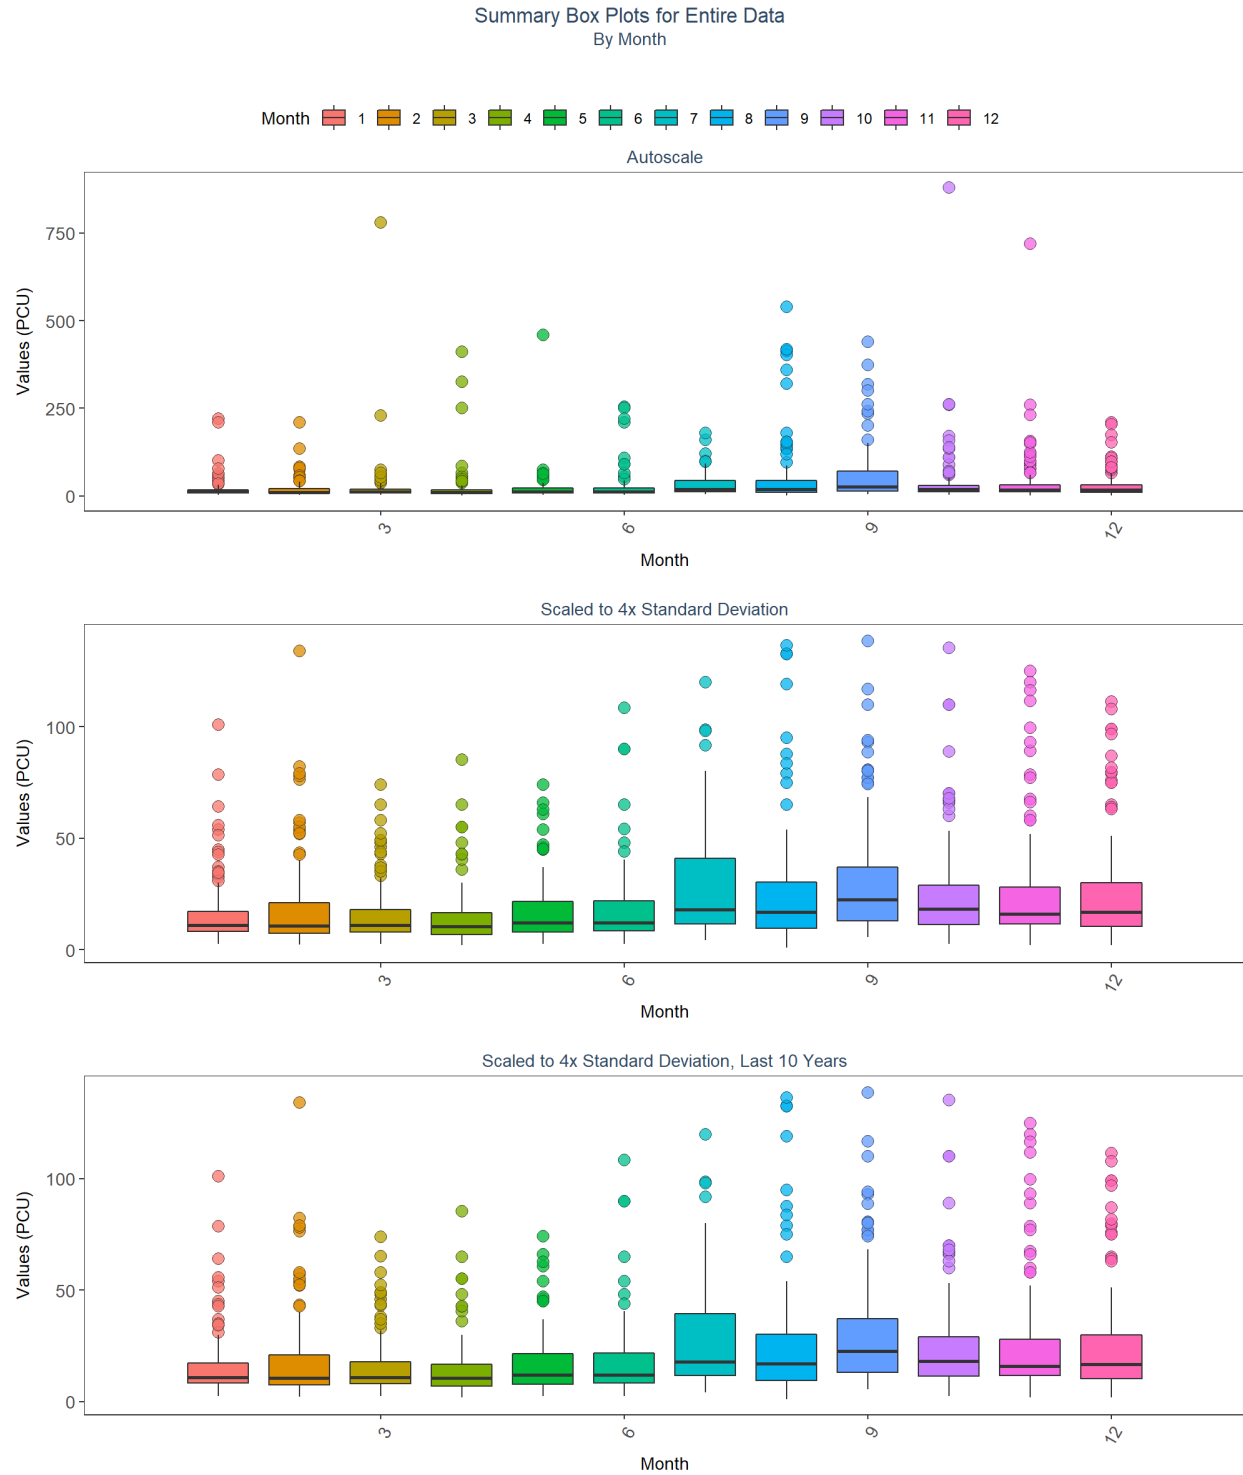 Summary Box Plots for Entire Data
By Month
Month 1 2 3 4 5 6 7 8 9 10 11 12
Autoscale
Values (PCU)
750
500
250
0
3 6 9 12
Month
Scaled to 4x Standard Deviation
Values (PCU)
100
50
0
3 6 9 12
Month
Scaled to 4x Standard Deviation, Last 10 Years
Values (PCU)
100
50
0
3 6 9 12
Month